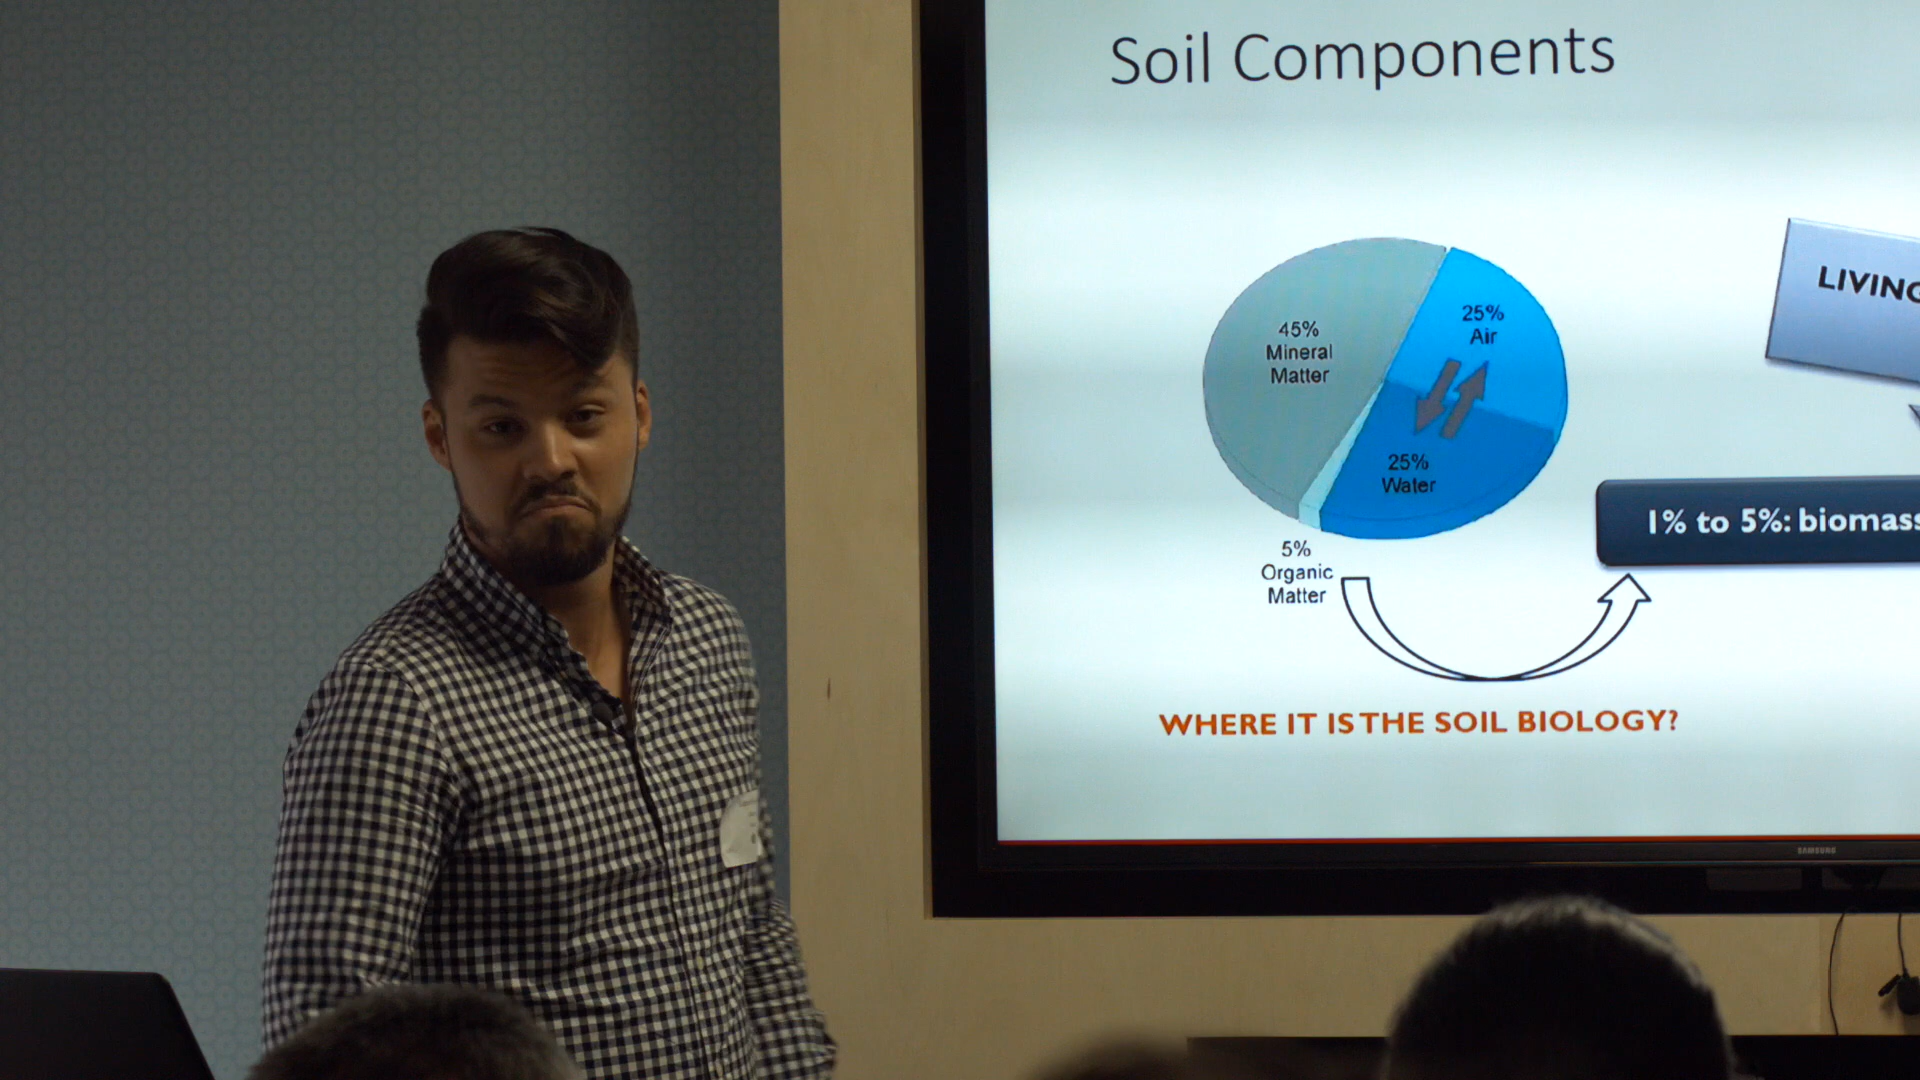 Soil Components
45%
Mineral
Matter
25%
Air
25%
Water
5%
Organic
Matter
LIVING
1% to 5%: biomass
WHERE IT IS THE SOIL BIOLOGY?
SAMSUNG